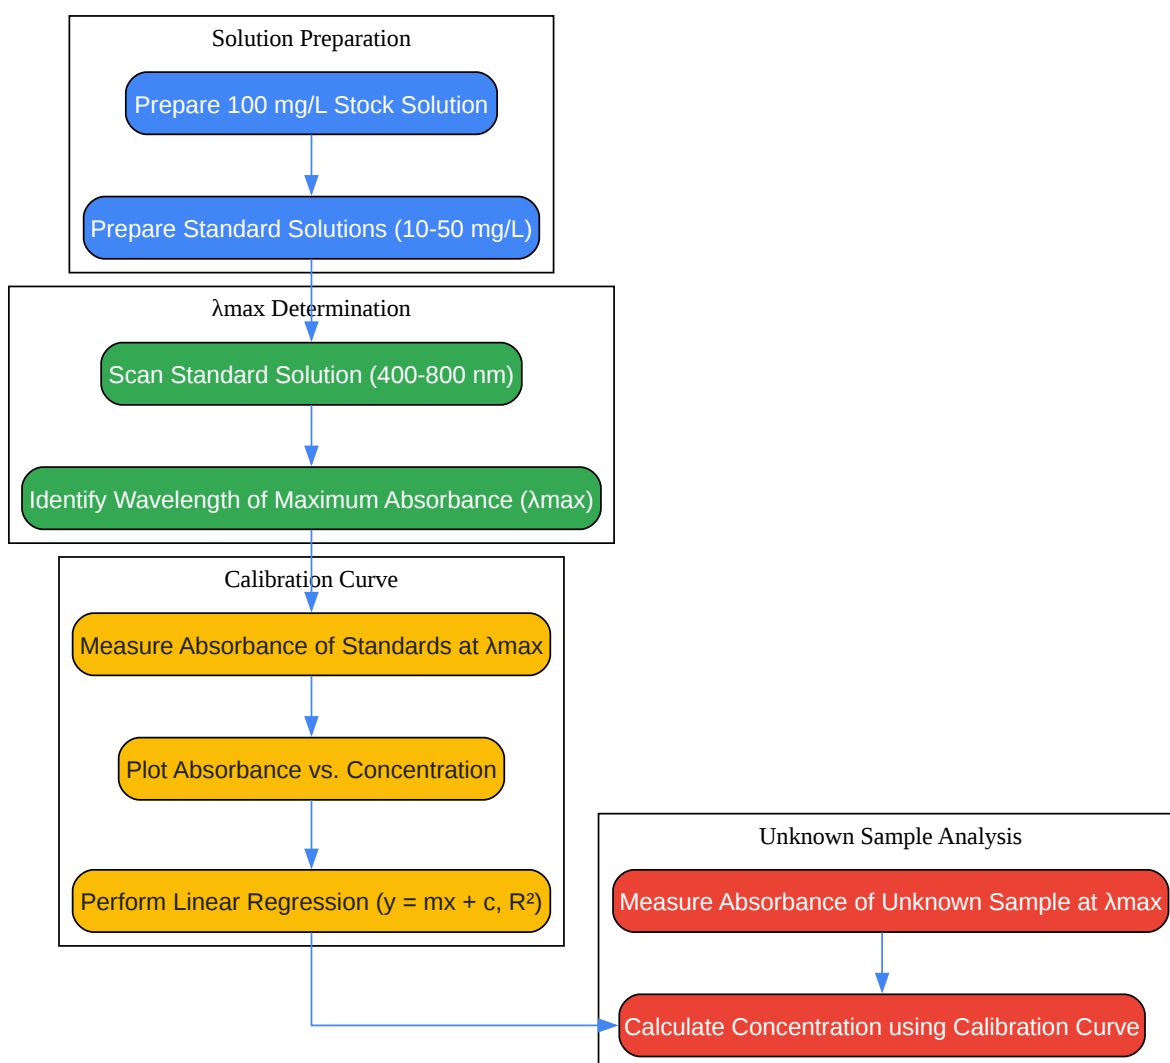 Solution Preparation
Prepare 100 mg/L Stock Solution
Prepare Standard Solutions (10-50 mg/L)
λmax Determination
Scan Standard Solution (400-800 nm)
Identify Wavelength of Maximum Absorbance (λmax)
Calibration Curve
Measure Absorbance of Standards at λmax
Plot Absorbance vs. Concentration
Perform Linear Regression (y = mx + c, R²)
Unknown Sample Analysis
Measure Absorbance of Unknown Sample at λmax
Calculate Concentration using Calibration Curve